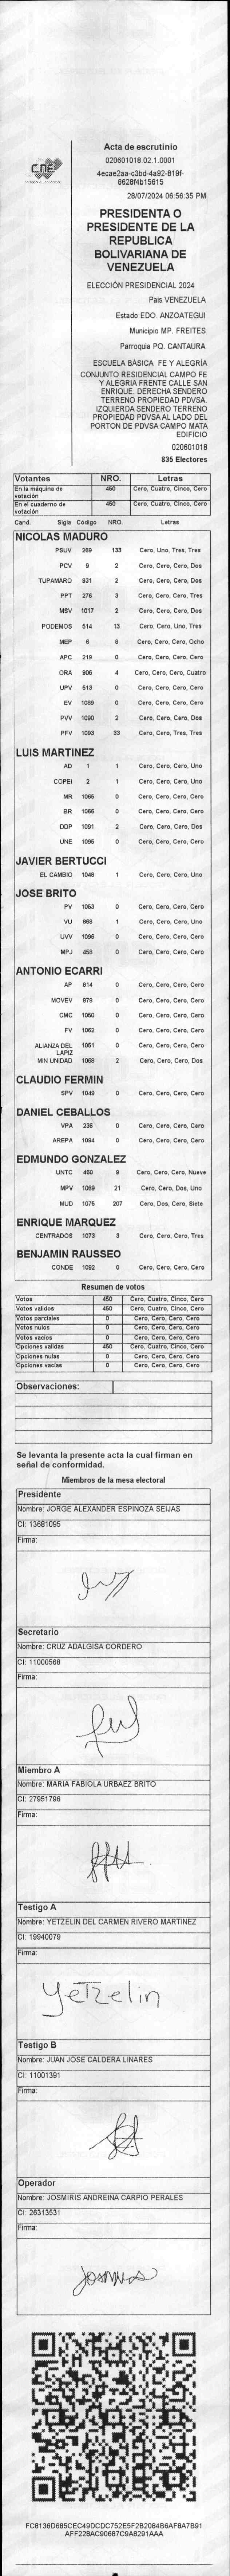 CNE
Acta de escrutinio
020601018.02.1.0001
4ecae2aa-c3bd-4a92-819f-
6628f4b15615
28/07/2024 06:56:35 PM
PRESIDENTA O
PRESIDENTE DE LA
REPUBLICA
BOLIVARIANA DE
VENEZUELA
ELECCIÓN PRESIDENCIAL 2024
Pais VENEZUELA
Estado EDO. ANZOATEGUI
Municipio MP. FREITES
Parroquia PQ. CANTAURA
ESCUELA BÁSICA FE Y ALEGRÍA
CONJUNTO RESIDENCIAL CAMPO FE
Y ALEGRIA FRENTE CALLE SAN
ENRIQUE. DERECHA SENDERO
TERRENO PROPIEDAD PDVSA.
IZQUIERDA SENDERO TERRENO
PROPIEDAD PDVSA AL LADO DEL
PORTON DE PDVSA CAMPO MATA
EDIFICIO
020601018
835 Electores
Votantes NRO. Letras
En la máquina de votación 450 Cero, Cuatro, Cinco, Cero
En el cuaderno de votación 450 Cero, Cuatro, Cinco, Cero
Cand. Sigla Código NRO. Letras
NICOLAS MADURO
PSUV 269 133 Cero, Uno, Tres, Tres
PCV 9 2 Cero, Cero, Cero, Dos
TUPAMARO 931 2 Cero, Cero, Cero, Dos
PPT 276 3 Cero, Cero, Cero, Tres
MSV 1017 2 Cero, Cero, Cero, Dos
PODEMOS 514 13 Cero, Cero, Uno, Tres
MEP 5 8 Cero, Cero, Cero, Ocho
APC 219 0 Cero, Cero, Cero, Cero
ORA 906 4 Cero, Cero, Cero, Cuatro
UPV 513 0 Cero, Cero, Cero, Cero
EV 1089 0 Cero, Cero, Cero, Cero
PVV 1090 2 Cero, Cero, Cero, Dos
PFV 1093 33 Cero, Cero, Tres, Tres
LUIS MARTINEZ
AD 1 1 Cero, Cero, Cero, Uno
COPEI 2 1 Cero, Cero, Cero, Uno
MR 1065 0 Cero, Cero, Cero, Cero
BR 1066 0 Cero, Cero, Cero, Cero
DDP 1091 2 Cero, Cero, Cero, Dos
UNE 1095 0 Cero, Cero, Cero, Cero
JAVIER BERTUCCI
EL CAMBIO 1048 1 Cero, Cero, Cero, Uno
JOSE BRITO
PV 1053 0 Cero, Cero, Cero, Cero
VU 968 1 Cero, Cero, Cero, Uno
UVV 1096 0 Cero, Cero, Cero, Cero
MPJ 458 0 Cero, Cero, Cero, Cero
ANTONIO ECARRI
AP 814 0 Cero, Cero, Cero, Cero
MOVEV 979 0 Cero, Cero, Cero, Cero
CMC 1050 0 Cero, Cero, Cero, Cero
FV 1062 0 Cero, Cero, Cero, Cero
ALIANZA DEL LAPIZ 1051 0 Cero, Cero, Cero, Cero
MIN UNIDAD 1068 2 Cero, Cero, Cero, Dos
CLAUDIO FERMIN
SPV 1049 0 Cero, Cero, Cero, Cero
DANIEL CEBALLOS
VPA 236 0 Cero, Cero, Cero, Cero
AREPA 1094 0 Cero, Cero, Cero, Cero
EDMUNDO GONZALEZ
UNTC 460 9 Cero, Cero, Cero, Nueve
MPV 1069 21 Cero, Cero, Dos, Uno
MUD 1075 207 Cero, Dos, Cero, Siete
ENRIQUE MARQUEZ
CENTRADOS 1073 3 Cero, Cero, Cero, Tres
BENJAMIN RAUSSEO
CONDE 1092 0 Cero, Cero, Cero, Cero
Resumen de votos
Votos 450 Cero, Cuatro, Cinco, Cero
Votos validos 450 Cero, Cuatro, Cinco, Cero
Votos parciales 0 Cero, Cero, Cero, Cero
Votos nulos 0 Cero, Cero, Cero, Cero
Votos vacios 0 Cero, Cero, Cero, Cero
Opciones validas 450 Cero, Cuatro, Cinco, Cero
Opciones nulas 0 Cero, Cero, Cero, Cero
Opciones vacias 0 Cero, Cero, Cero, Cero
Observaciones:
Se levanta la presente acta la cual firman en
señal de conformidad.
Miembros de la mesa electoral
Presidente
Nombre: JORGE ALEXANDER ESPINOZA SEIJAS
CI: 13681095
Firma:
Secretario
Nombre: CRUZ ADALGISA CORDERO
CI: 11000568
Firma:
Miembro A
Nombre: MARIA FABIOLA URBAEZ BRITO
CI: 27951796
Firma:
Testigo A
Nombre: YETZELIN DEL CARMEN RIVERO MARTINEZ
CI: 19940079
Firma:
Yetzelin
Testigo B
Nombre: JUAN JOSE CALDERA LINARES
CI: 11001391
Firma:
Operador
Nombre: JOSMIRIS ANDREINA CARPIO PERALES
CI: 26313531
Firma:
FC8136D685CEC49DCDC752E5F2B2084B6AF8A7B91
AFF228AC90687C9A8291AAA